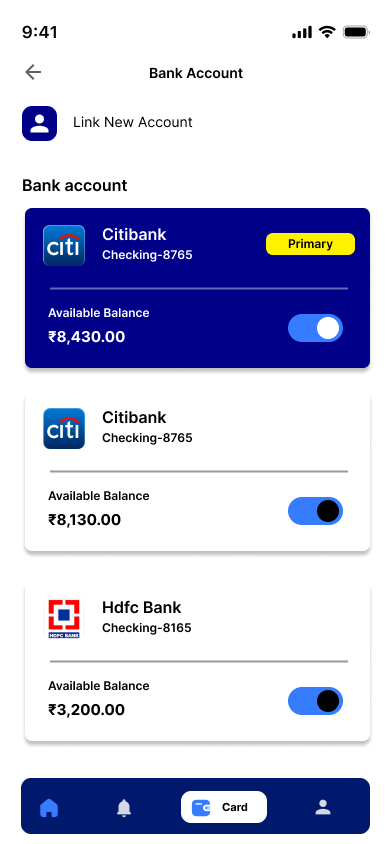 9:41
Bank Account
Link New Account
Bank account
citi
Citibank
Checking-8765
Primary
Available Balance
₹8,430.00
citi
Citibank
Checking-8765
Available Balance
₹8,130.00
Hdfc Bank
Checking-8165
HDFC BANK
Available Balance
₹3,200.00
Card